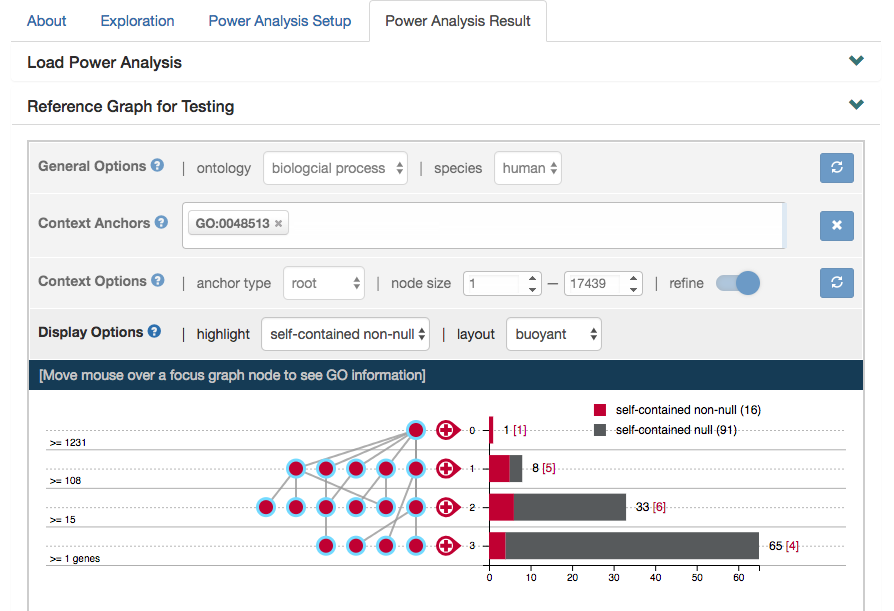 About Exploration Power Analysis Setup Power Analysis Result
Load Power Analysis
Reference Graph for Testing
General Options ? | ontology biologcial process | species human
Context Anchors ? GO:0048513 ×
Context Options ? | anchor type root | node size 1 — 17439 | refine
Display Options ? | highlight self-contained non-null | layout buoyant
[Move mouse over a focus graph node to see GO information]
self-contained non-null (16)
self-contained null (91)
0 1 [1]
>= 1231
1 8 [5]
>= 108
2 33 [6]
>= 15
3 65 [4]
>= 1 genes
0 10 20 30 40 50 60